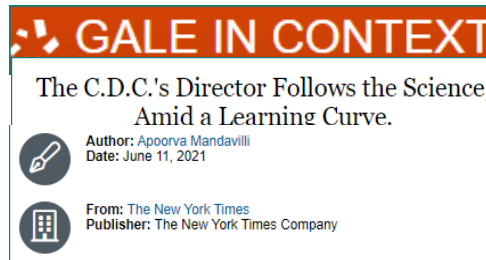 GALE IN CONTEXT
The C.D.C.'s Director Follows the Science
Amid a Learning Curve.
Author: Apoorva Mandavilli
Date: June 11, 2021
From: The New York Times
Publisher: The New York Times Company